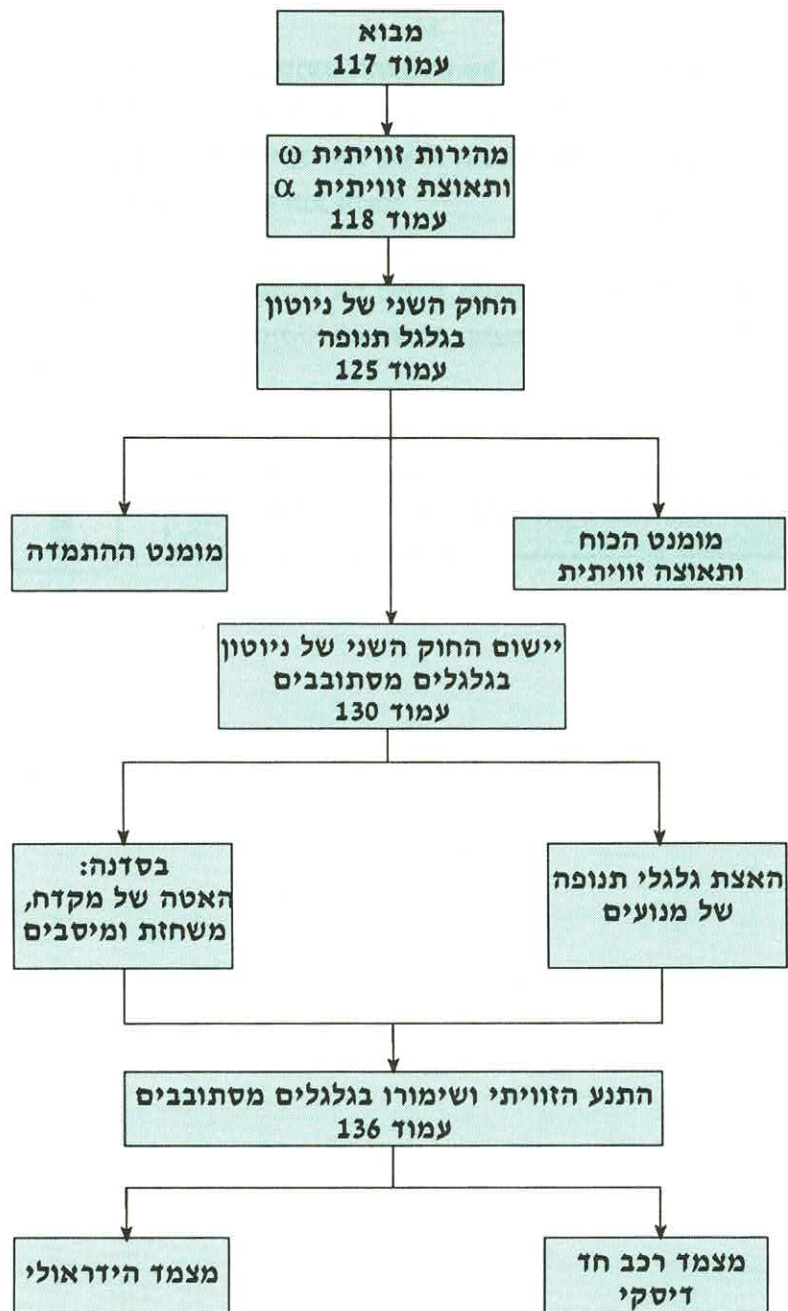 מבוא
עמוד 117
מהירות זוויתית ω
ותאוצת זוויתית α
עמוד 118
החוק השני של ניוטון
בגלגל תנופה
עמוד 125
מומנט הכוח
ותאוצה זוויתית
מומנט ההתמדה
יישום החוק השני של ניוטון
בגלגלים מסתובבים
עמוד 130
האצת גלגלי תנופה
של מנועים
בסדנה:
האטה של מקדח,
משחזת ומיסבים
התנע הזוויתי ושימורו בגלגלים מסתובבים
עמוד 136
מצמד רכב חד
דיסקי
מצמד הידראולי